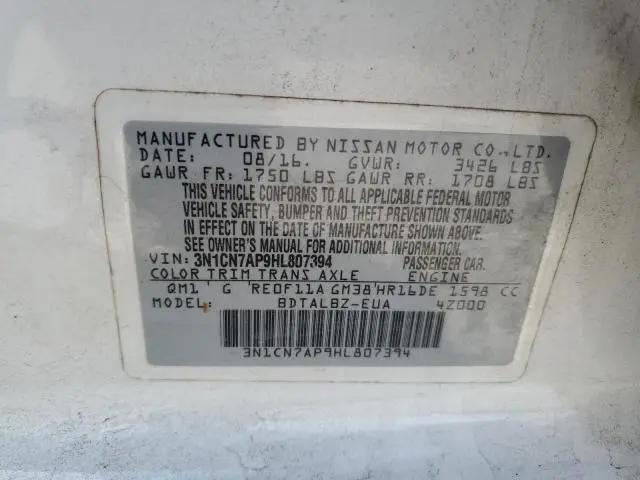 MANUFACTURED BY NISSAN MOTOR CO.,LTD.
DATE: 08/16. GVWR: 3426 LBS
GAWR FR: 1750 LBS GAWR RR: 1708 LBS
THIS VEHICLE CONFORMS TO ALL APPLICABLE FEDERAL MOTOR
VEHICLE SAFETY, BUMPER AND THEFT PREVENTION STANDARDS
IN EFFECT ON THE DATE OF MANUFACTURE SHOWN ABOVE.
SEE OWNER'S MANUAL FOR ADDITIONAL INFORMATION.
VIN: 3N1CN7AP9HL807394 PASSENGER CAR.
COLOR TRIM TRANS AXLE ENGINE
QM1 G RE0F11A GM38 HR16DE 1598 CC
MODEL: BDTALBZ-EUA 4Z000
3N1CN7AP9HL807394